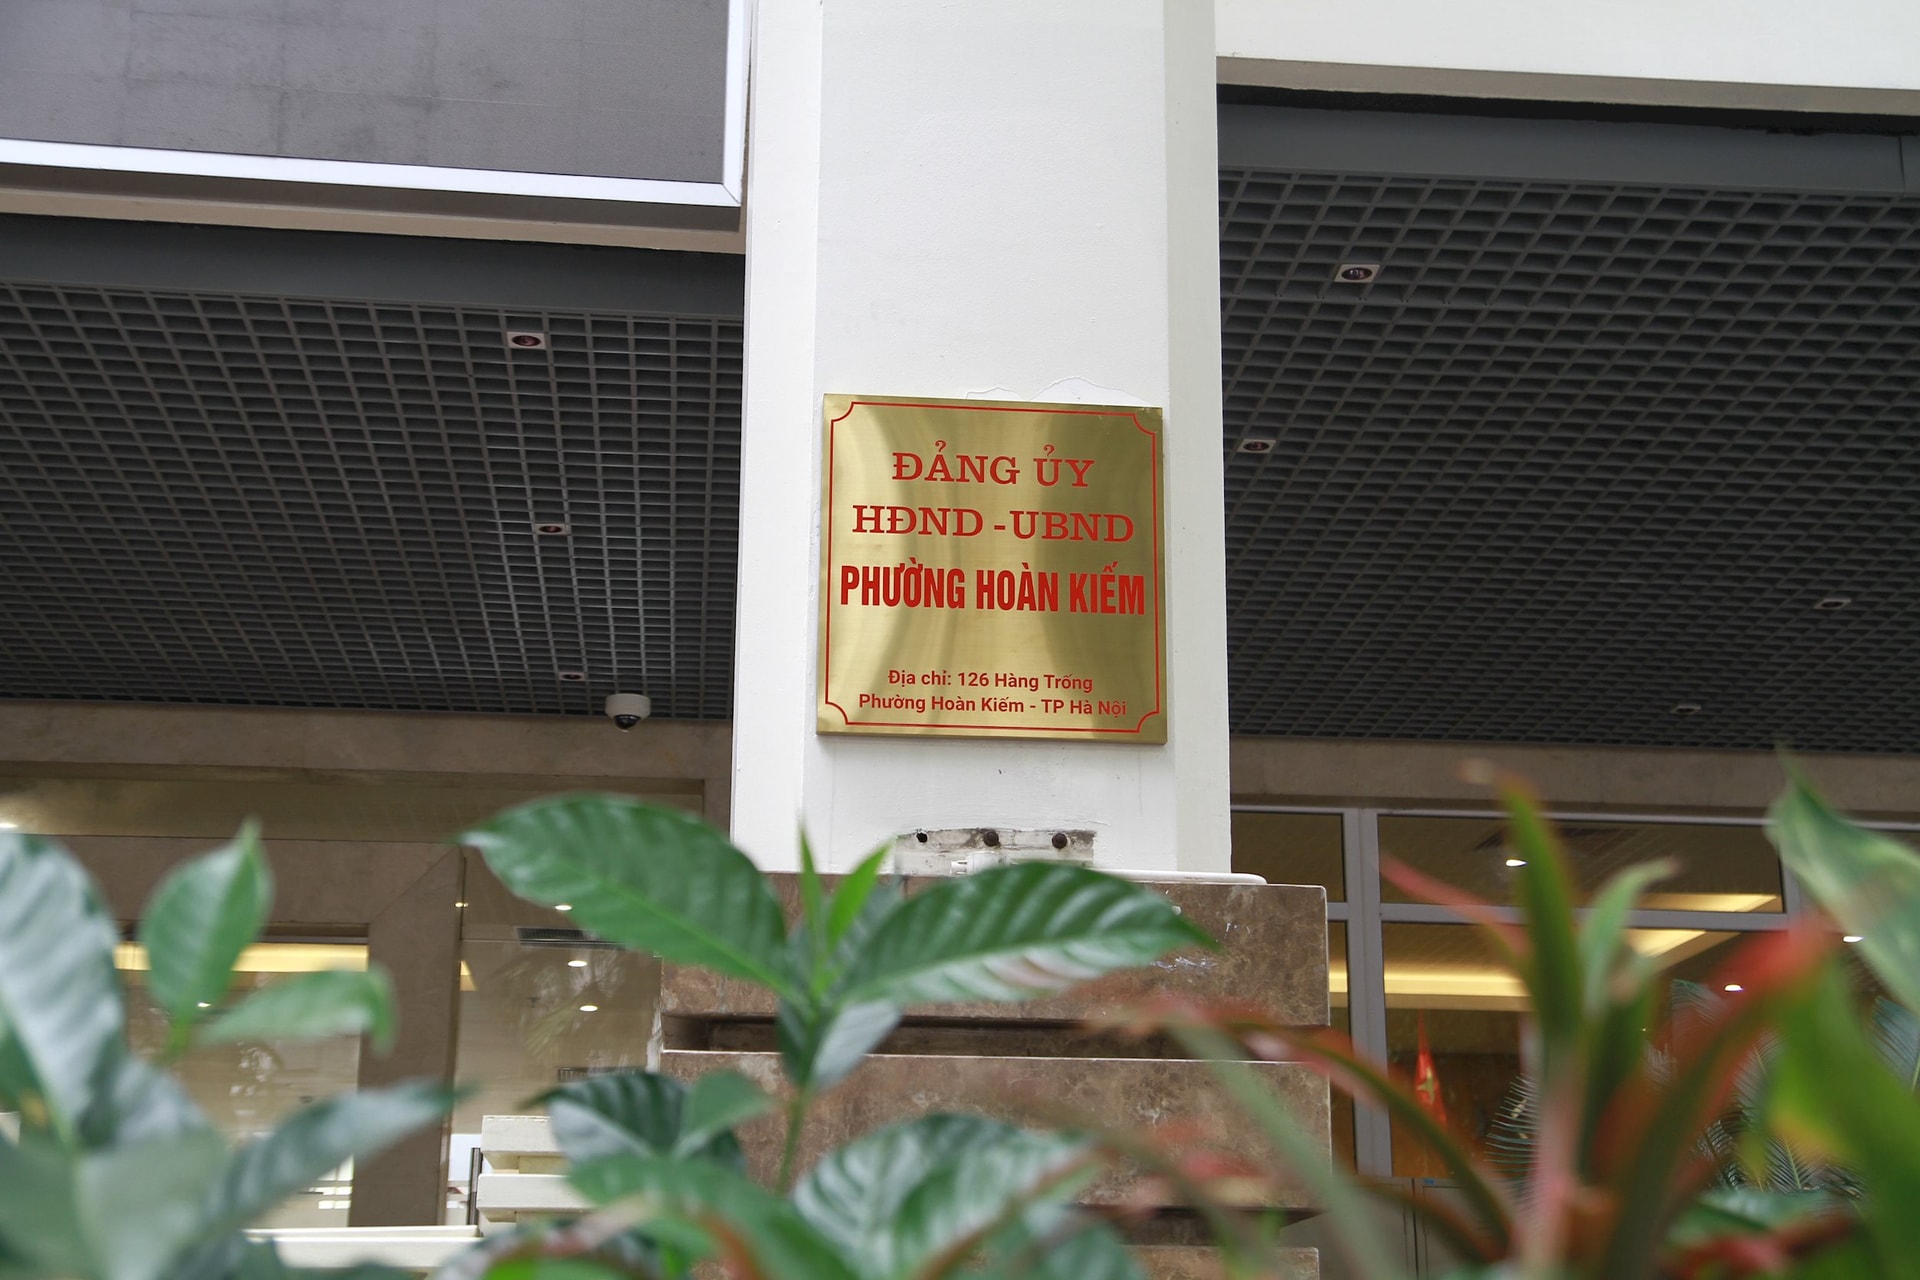 ĐẢNG ỦY
HĐND -UBND
PHƯỜNG HOÀN KIẾM
Địa chỉ: 126 Hàng Trống
Phường Hoàn Kiếm - TP Hà Nội